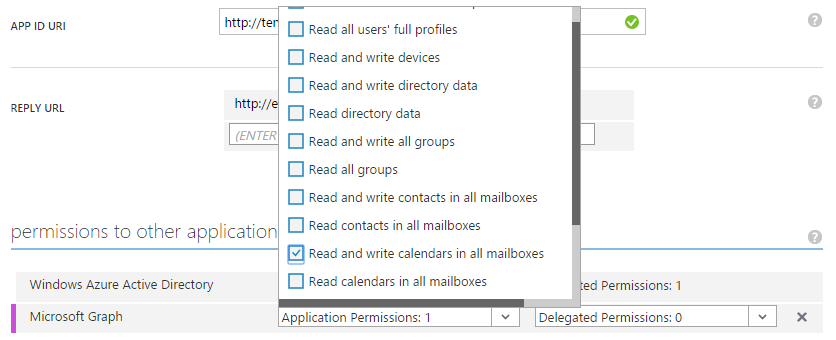 APP ID URI
http://ter
?
Read all users' full profiles
Read and write devices
Read and write directory data
Read directory data
REPLY URL
http://e
?
(ENTER
Read and write all groups
Read all groups
Read and write contacts in all mailboxes
Read contacts in all mailboxes
permissions to other application
?
Read and write calendars in all mailboxes
Read calendars in all mailboxes
Windows Azure Active Directory
ted Permissions: 1
Microsoft Graph
Application Permissions: 1
Delegated Permissions: 0